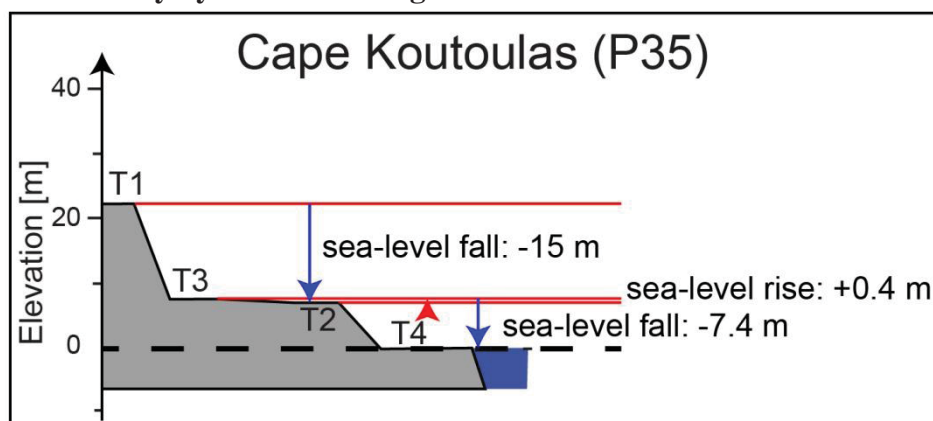 Cape Koutoulas (P35)
Elevation [m]
40
20
0
T1
sea-level fall: -15 m
T3
T2
sea-level rise: +0.4 m
T4
sea-level fall: -7.4 m